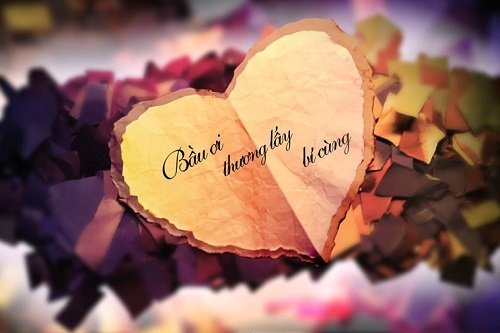 Bầu ơi
thương lấy
bí cùng